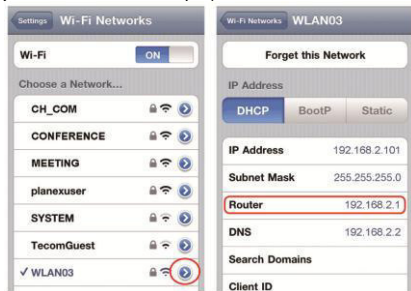 Settings Wi-Fi Networks
Wi-Fi ON
Choose a Network...
CH_COM
CONFERENCE
MEETING
planexuser
SYSTEM
TecomGuest
✓ WLAN03
Wi-Fi Networks WLAN03
Forget this Network
IP Address
DHCP BootP Static
IP Address 192.168.2.101
Subnet Mask 255.255.255.0
Router 192.168.2.1
DNS 192.168.2.2
Search Domains
Client ID